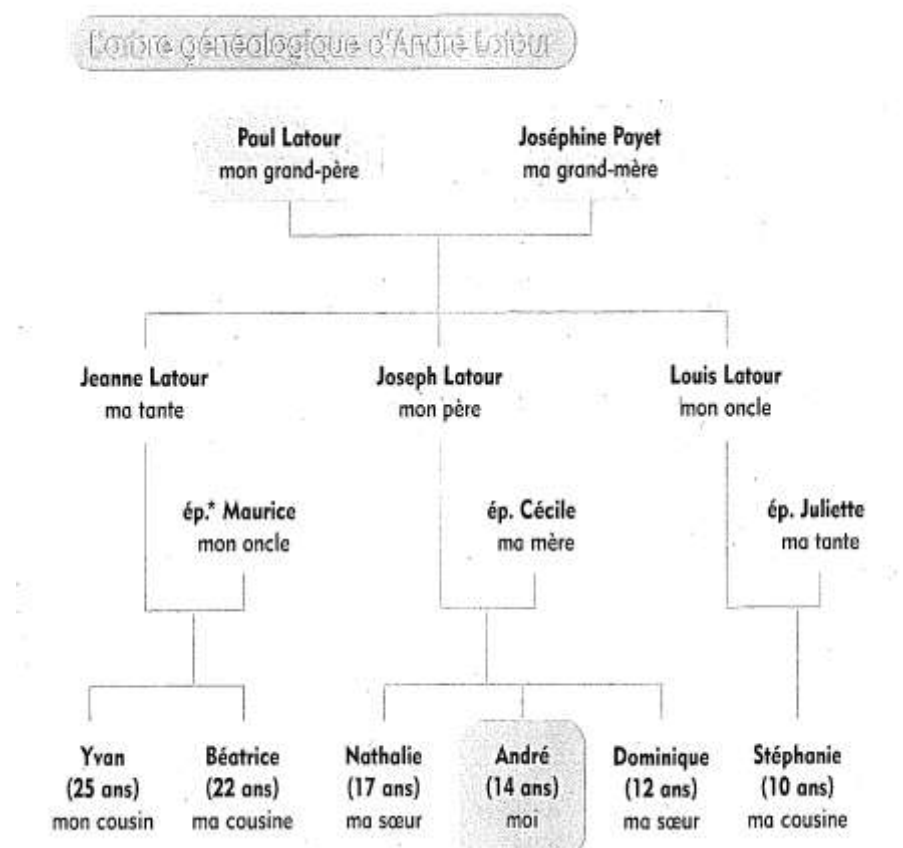 L'arbre généalogique d'André Latour
Paul Latour
mon grand-père
Joséphine Payet
ma grand-mère
Jeanne Latour
ma tante
Joseph Latour
mon père
Louis Latour
mon oncle
ép.* Maurice
mon oncle
ép. Cécile
ma mère
ép. Juliette
ma tante
Yvan
(25 ans)
mon cousin
Béatrice
(22 ans)
ma cousine
Nathalie
(17 ans)
ma sœur
André
(14 ans)
moi
Dominique
(12 ans)
ma sœur
Stéphanie
(10 ans)
ma cousine